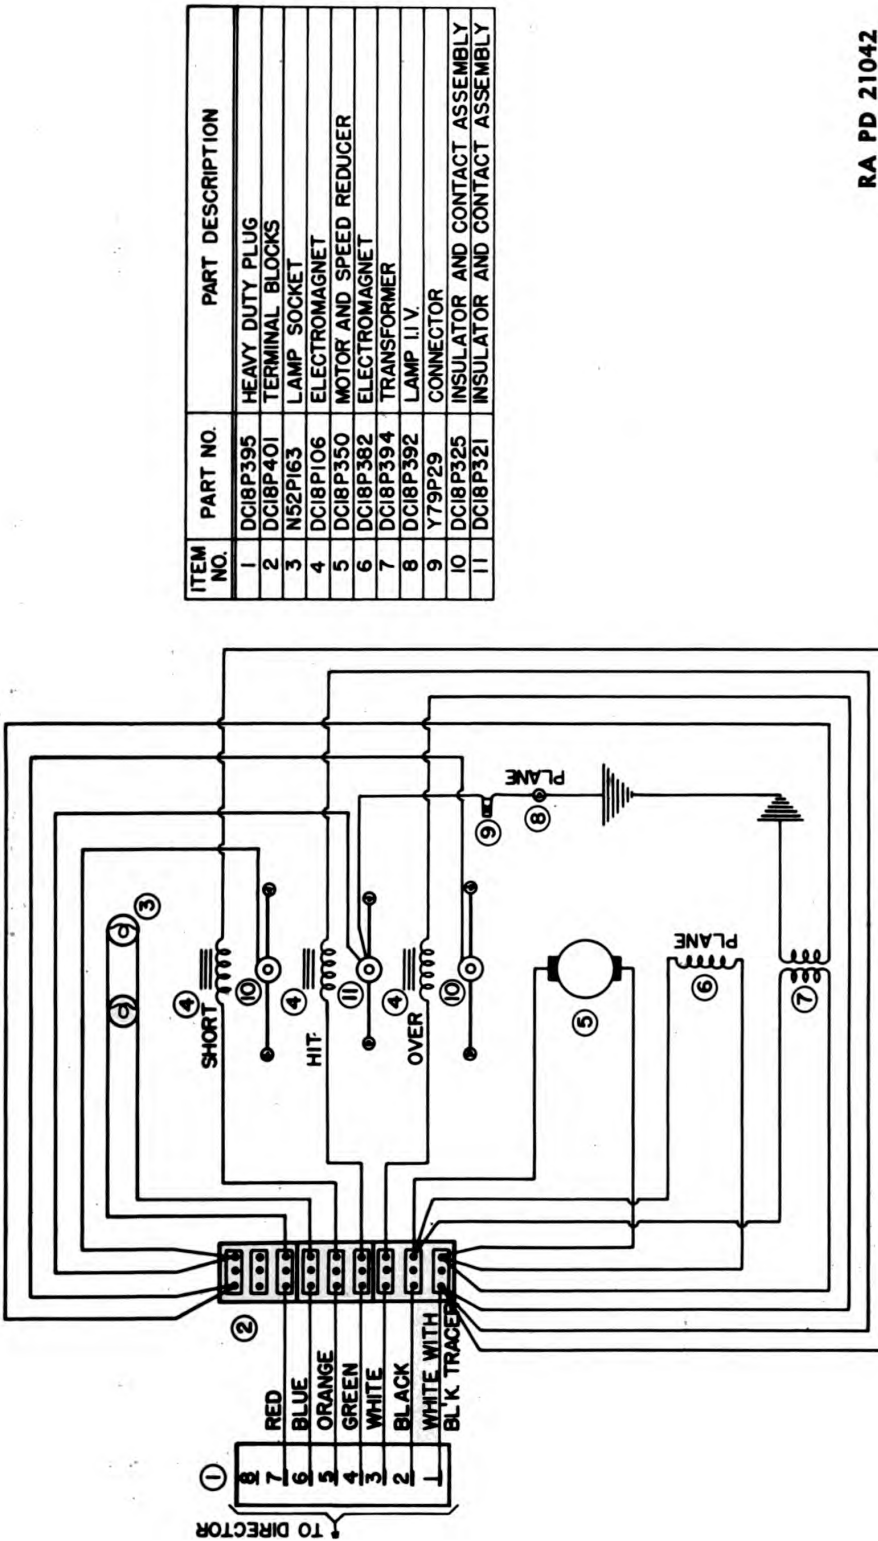 ITEM NO. PART NO. PART DESCRIPTION
1 DC18P395 HEAVY DUTY PLUG
2 DC18P401 TERMINAL BLOCKS
3 N52P163 LAMP SOCKET
4 DC18P106 ELECTROMAGNET
5 DC18P350 MOTOR AND SPEED REDUCER
6 DC18P382 ELECTROMAGNET
7 DC18P394 TRANSFORMER
8 DC18P392 LAMP 1.1 V.
9 Y79P29 CONNECTOR
10 DC18P325 INSULATOR AND CONTACT ASSEMBLY
11 DC18P321 INSULATOR AND CONTACT ASSEMBLY
3
4
SHORT
10
4
HIT
11
4
OVER
10
9
8
PLANE
5
6
PLANE
7
2
1
8
7 RED
6 BLUE
5 ORANGE
4 GREEN
3 WHITE
2 BLACK
1 WHITE WITH
BL'K. TRACER
TO DIRECTOR
RA PD 21042